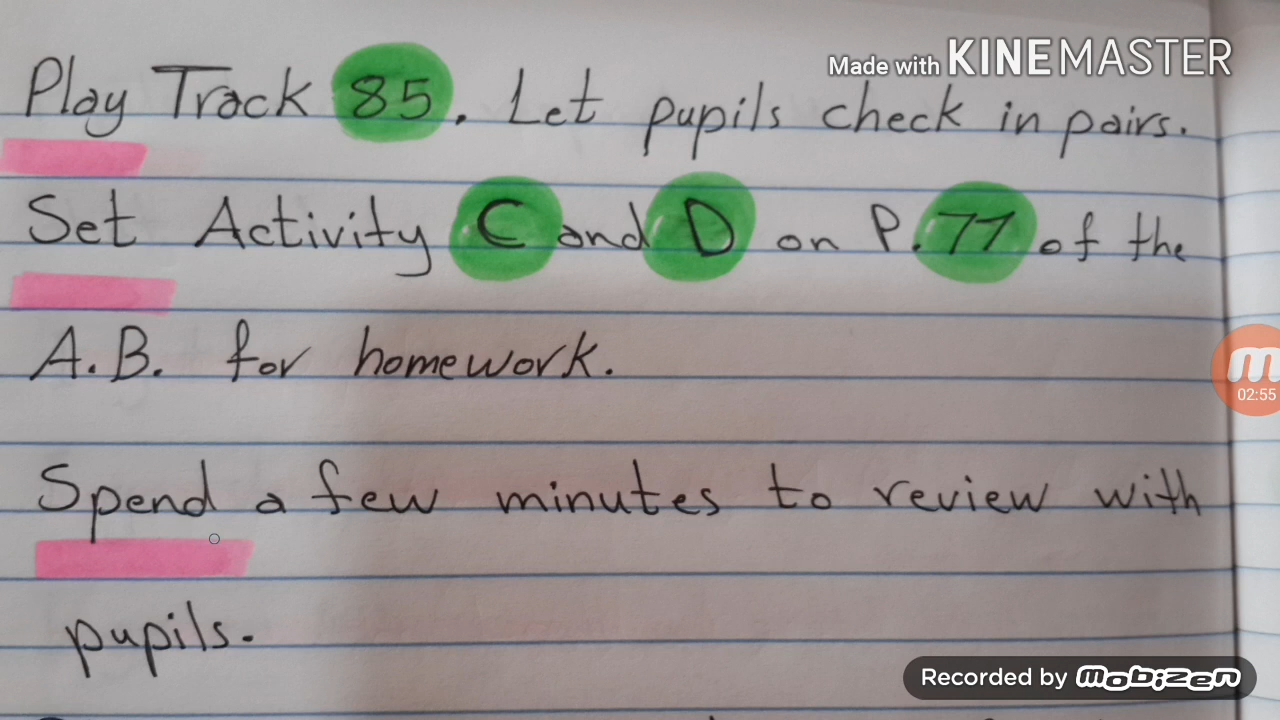 Made with KINEMASTER
Play Track 85. Let pupils check in pairs.
Set Activity C and D on P.77 of the
A.B. for homework.
Spend a few minutes to review with
pupils.
02:55
Recorded by Mobizen